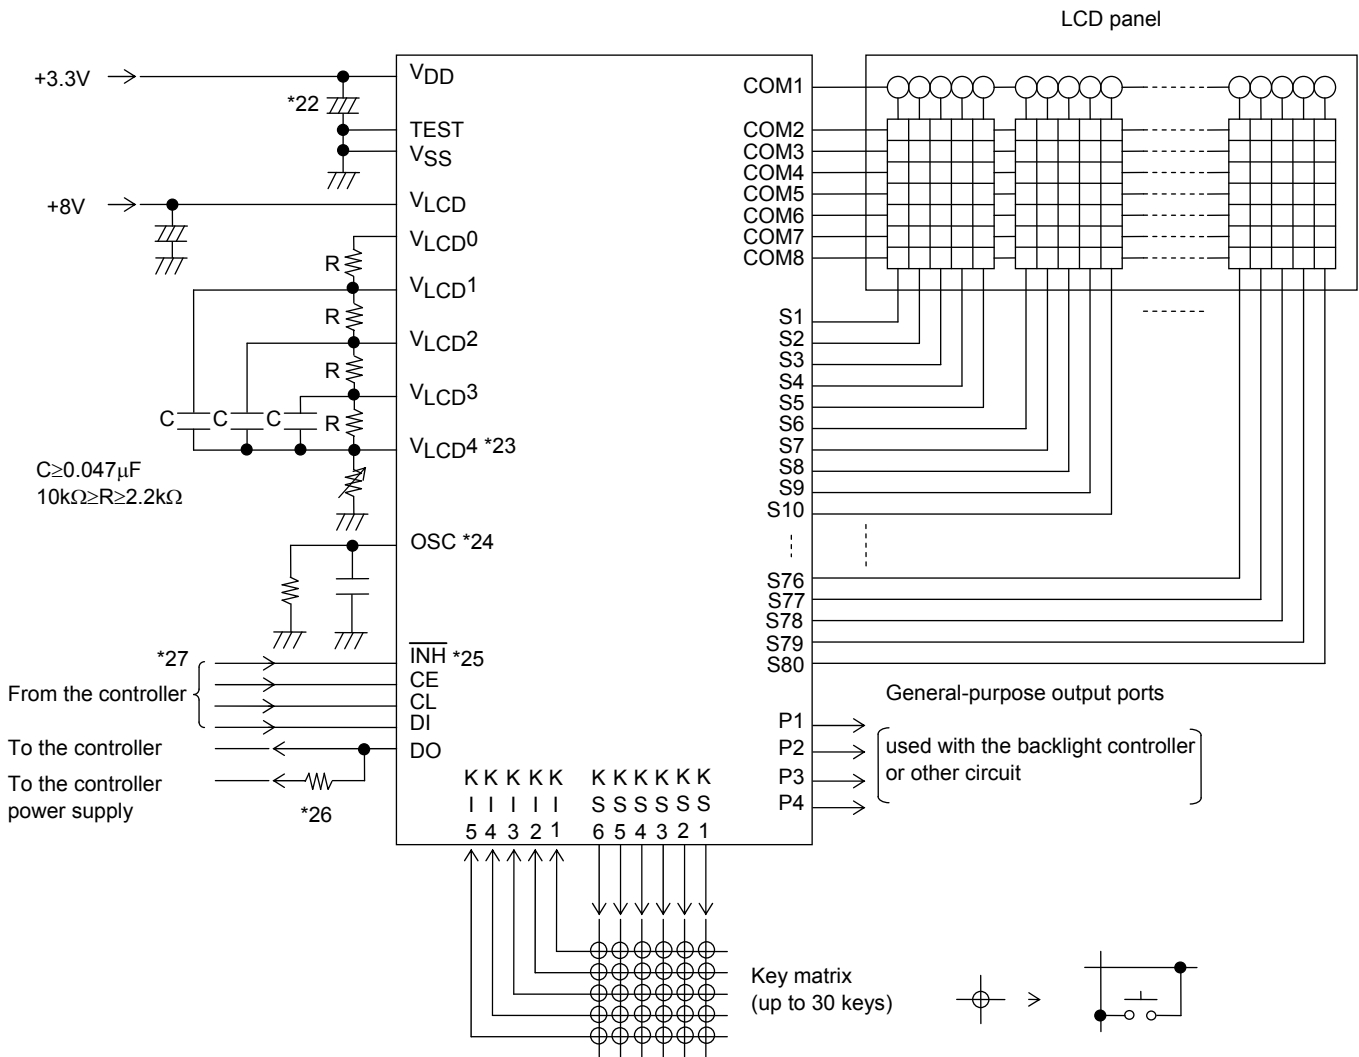 LCD panel
+3.3V
VDD
*22
TEST
VSS
+8V
VLCD
VLCD0
R
VLCD1
R
VLCD2
R
VLCD3
C
C
C
R
VLCD4 *23
C≥0.047μF
10kΩ≥R≥2.2kΩ
OSC *24
*27
INH *25
From the controller
CE
CL
DI
To the controller
DO
To the controller
power supply
*26
COM1
COM2
COM3
COM4
COM5
COM6
COM7
COM8
S1
S2
S3
S4
S5
S6
S7
S8
S9
S10
S76
S77
S78
S79
S80
General-purpose output ports
P1
P2
P3
P4
used with the backlight controller
or other circuit
K K K K K K K K K K K
I I I I I S S S S S S
5 4 3 2 1 6 5 4 3 2 1
Key matrix
(up to 30 keys)